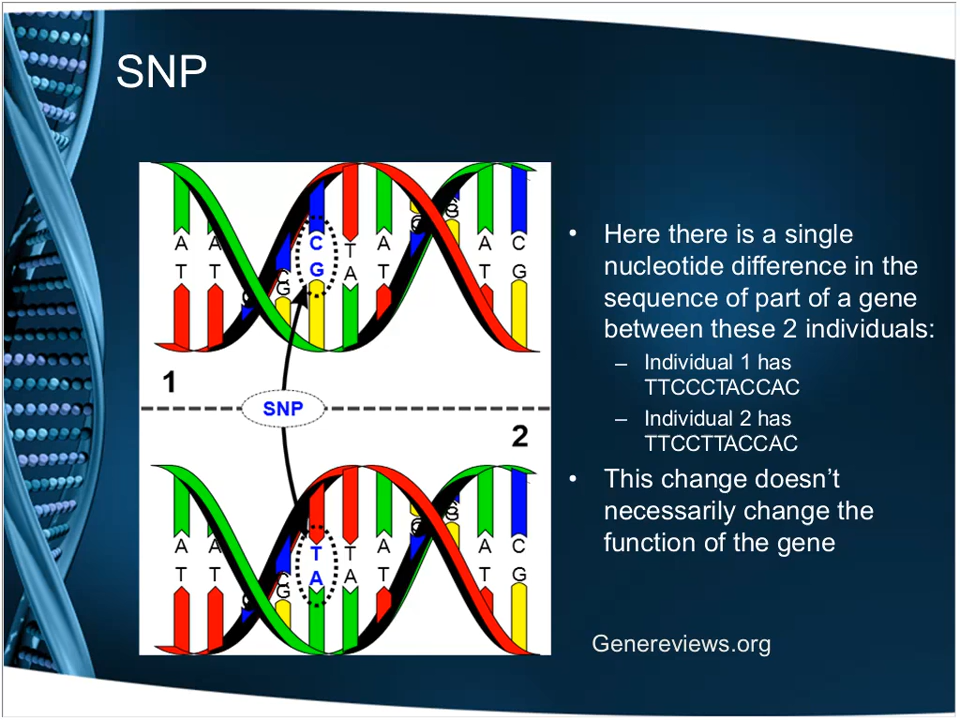 SNP
A A C T A C G A C
T T G A T G T G
C
G
1
SNP
2
A A T A G A C
T T C A T T G
G
T
A
• Here there is a single
nucleotide difference in the
sequence of part of a gene
between these 2 individuals:
– Individual 1 has
TTCCCTACCAC
– Individual 2 has
TTCCTTACCAC
• This change doesn’t
necessarily change the
function of the gene
Genereviews.org